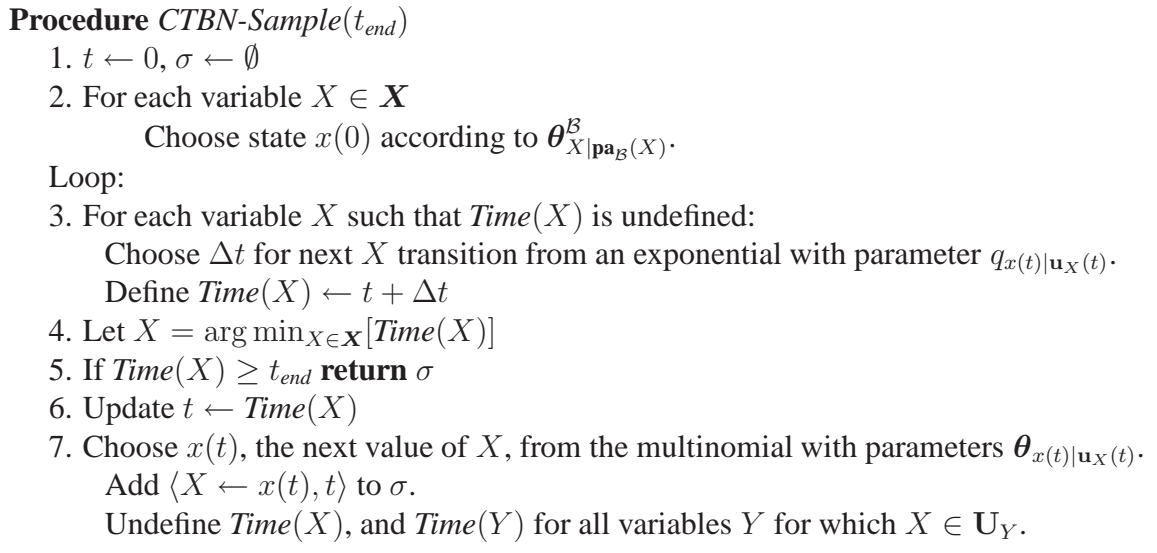 Procedure CTBN-Sample(t_end)
1. t ← 0, σ ← ∅
2. For each variable X ∈ X
Choose state x(0) according to θ^B_{X|pa_B(X)}.
Loop:
3. For each variable X such that Time(X) is undefined:
Choose Δt for next X transition from an exponential with parameter q_{x(t)|u_X(t)}.
Define Time(X) ← t + Δt
4. Let X = arg min_{X∈X}[Time(X)]
5. If Time(X) ≥ t_end return σ
6. Update t ← Time(X)
7. Choose x(t), the next value of X, from the multinomial with parameters θ_{x(t)|u_X(t)}.
Add ⟨X ← x(t), t⟩ to σ.
Undefine Time(X), and Time(Y) for all variables Y for which X ∈ U_Y.